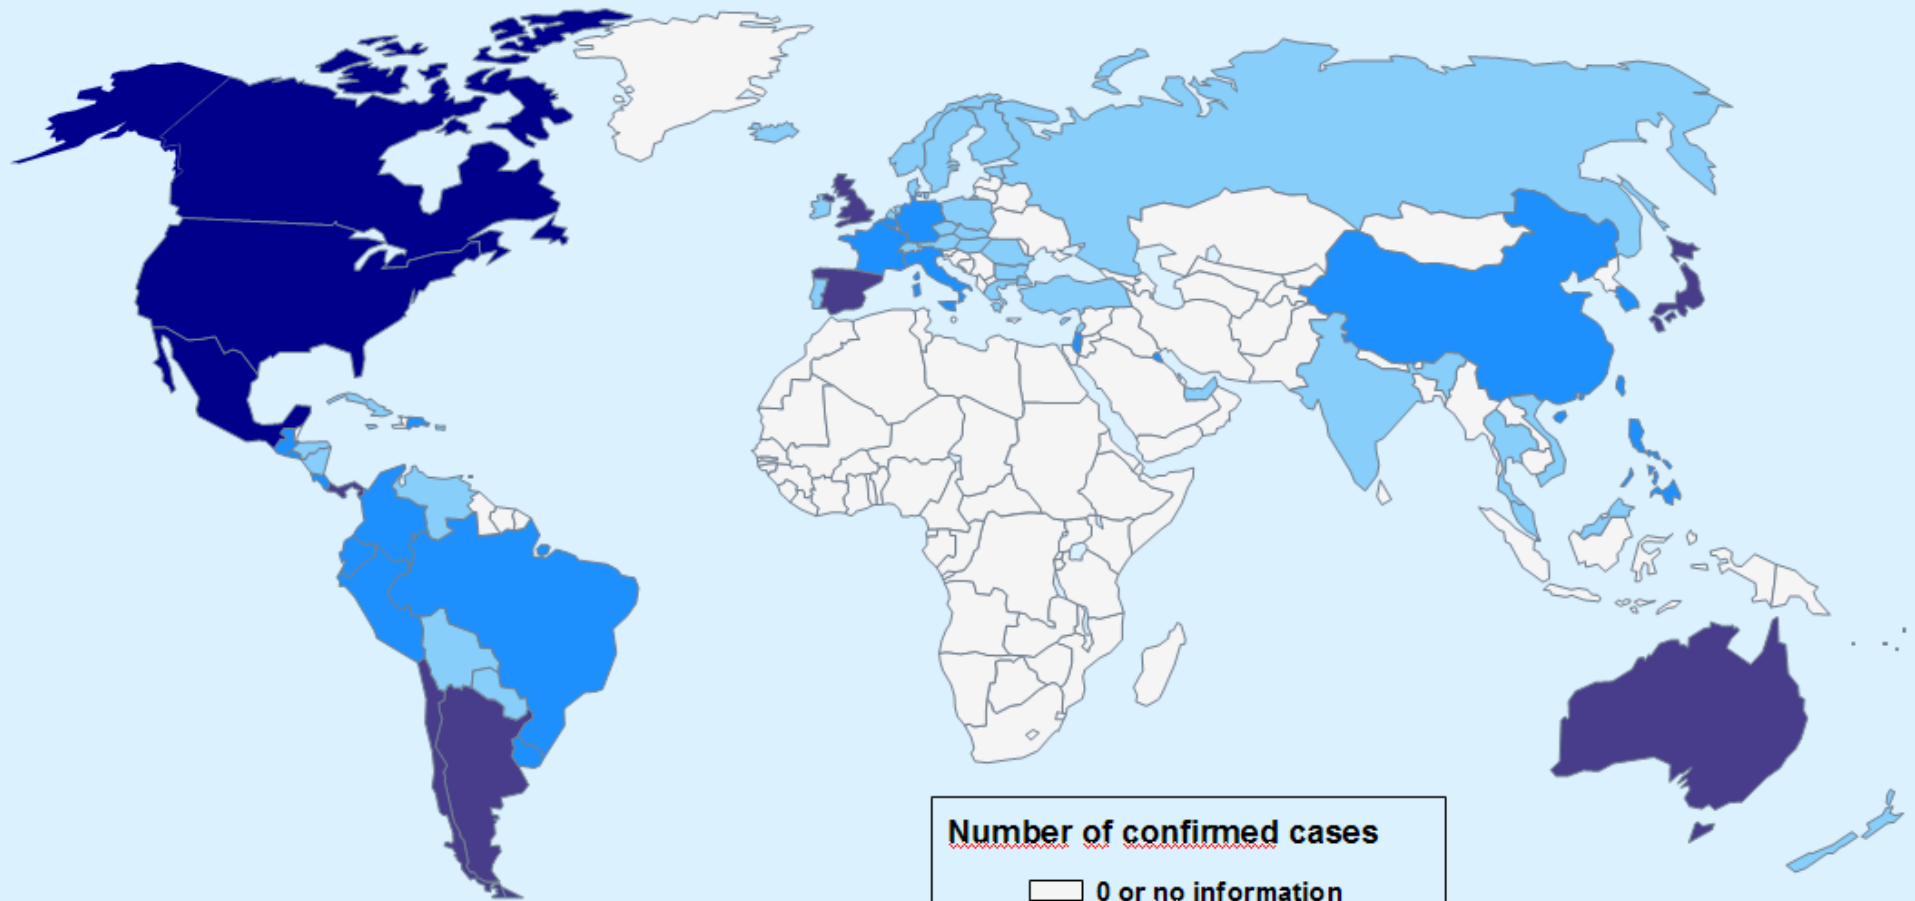 Number of confirmed cases
0 or no information